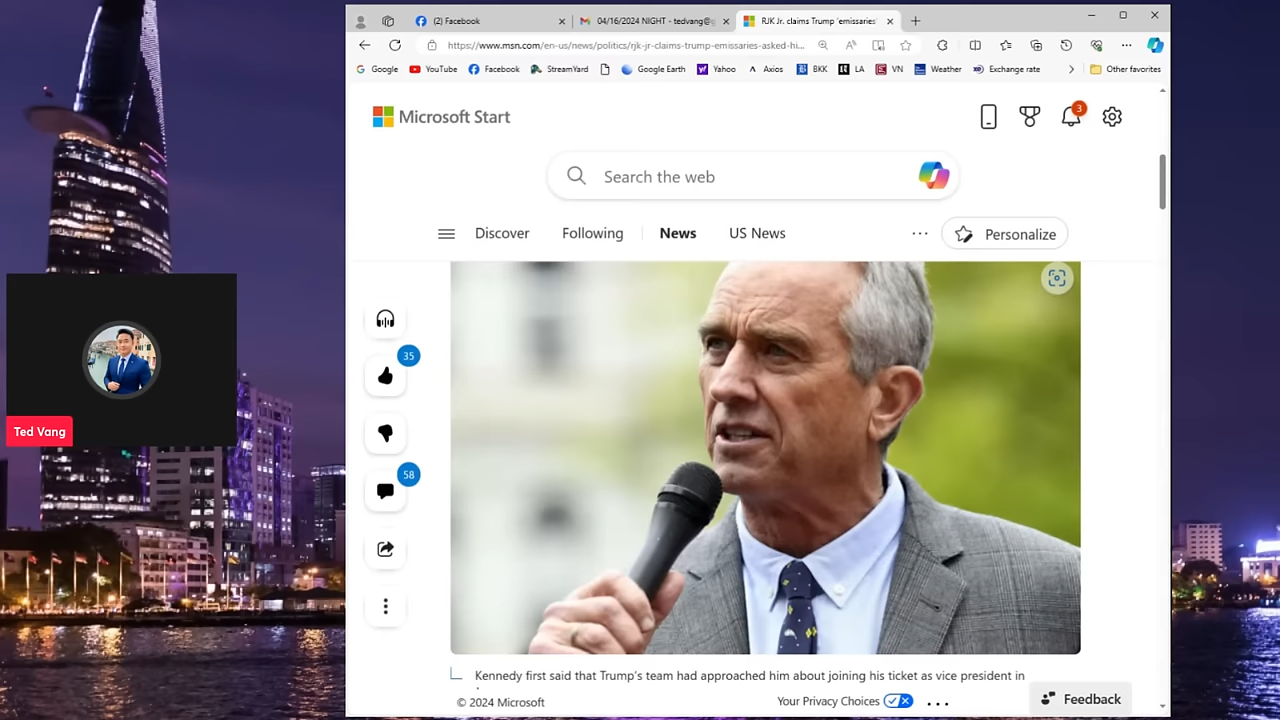 (2) Facebook
04/16/2024 NIGHT - tedvang@
RJK Jr. claims Trump 'emissaries'
https://www.msn.com/en-us/news/politics/rjk-jr-claims-trump-emissaries-asked-hi...
Google
YouTube
Facebook
StreamYard
Google Earth
Yahoo
Axios
BKK
LA
VN
Weather
Exchange rate
Other favorites
Microsoft Start
3
Search the web
Discover
Following
News
US News
Personalize
35
58
Ted Vang
Kennedy first said that Trump's team had approached him about joining his ticket as vice president in
© 2024 Microsoft
Your Privacy Choices
Feedback